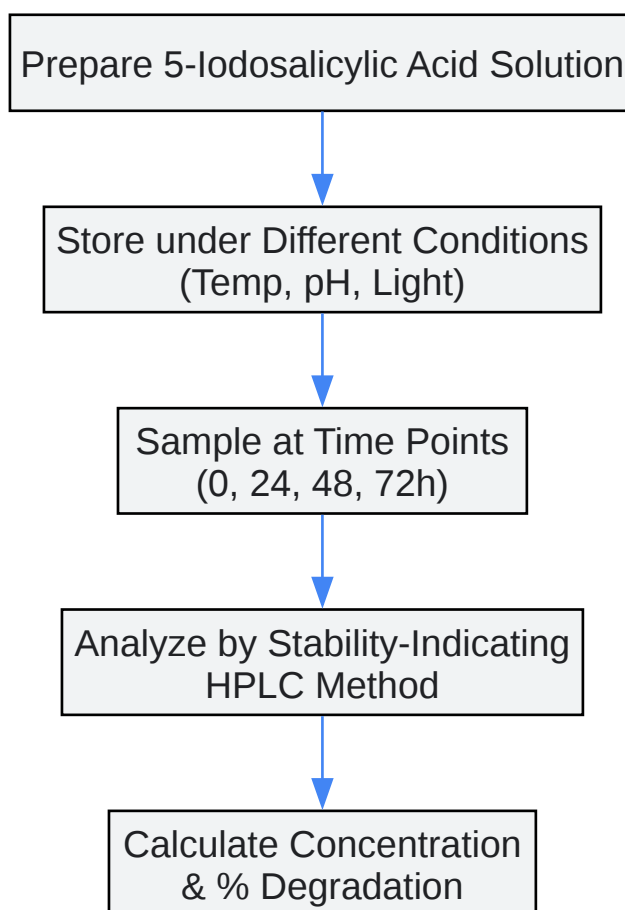 Prepare 5-Iodosalicylic Acid Solution
Store under Different Conditions
(Temp, pH, Light)
Sample at Time Points
(0, 24, 48, 72h)
Analyze by Stability-Indicating
HPLC Method
Calculate Concentration
& % Degradation